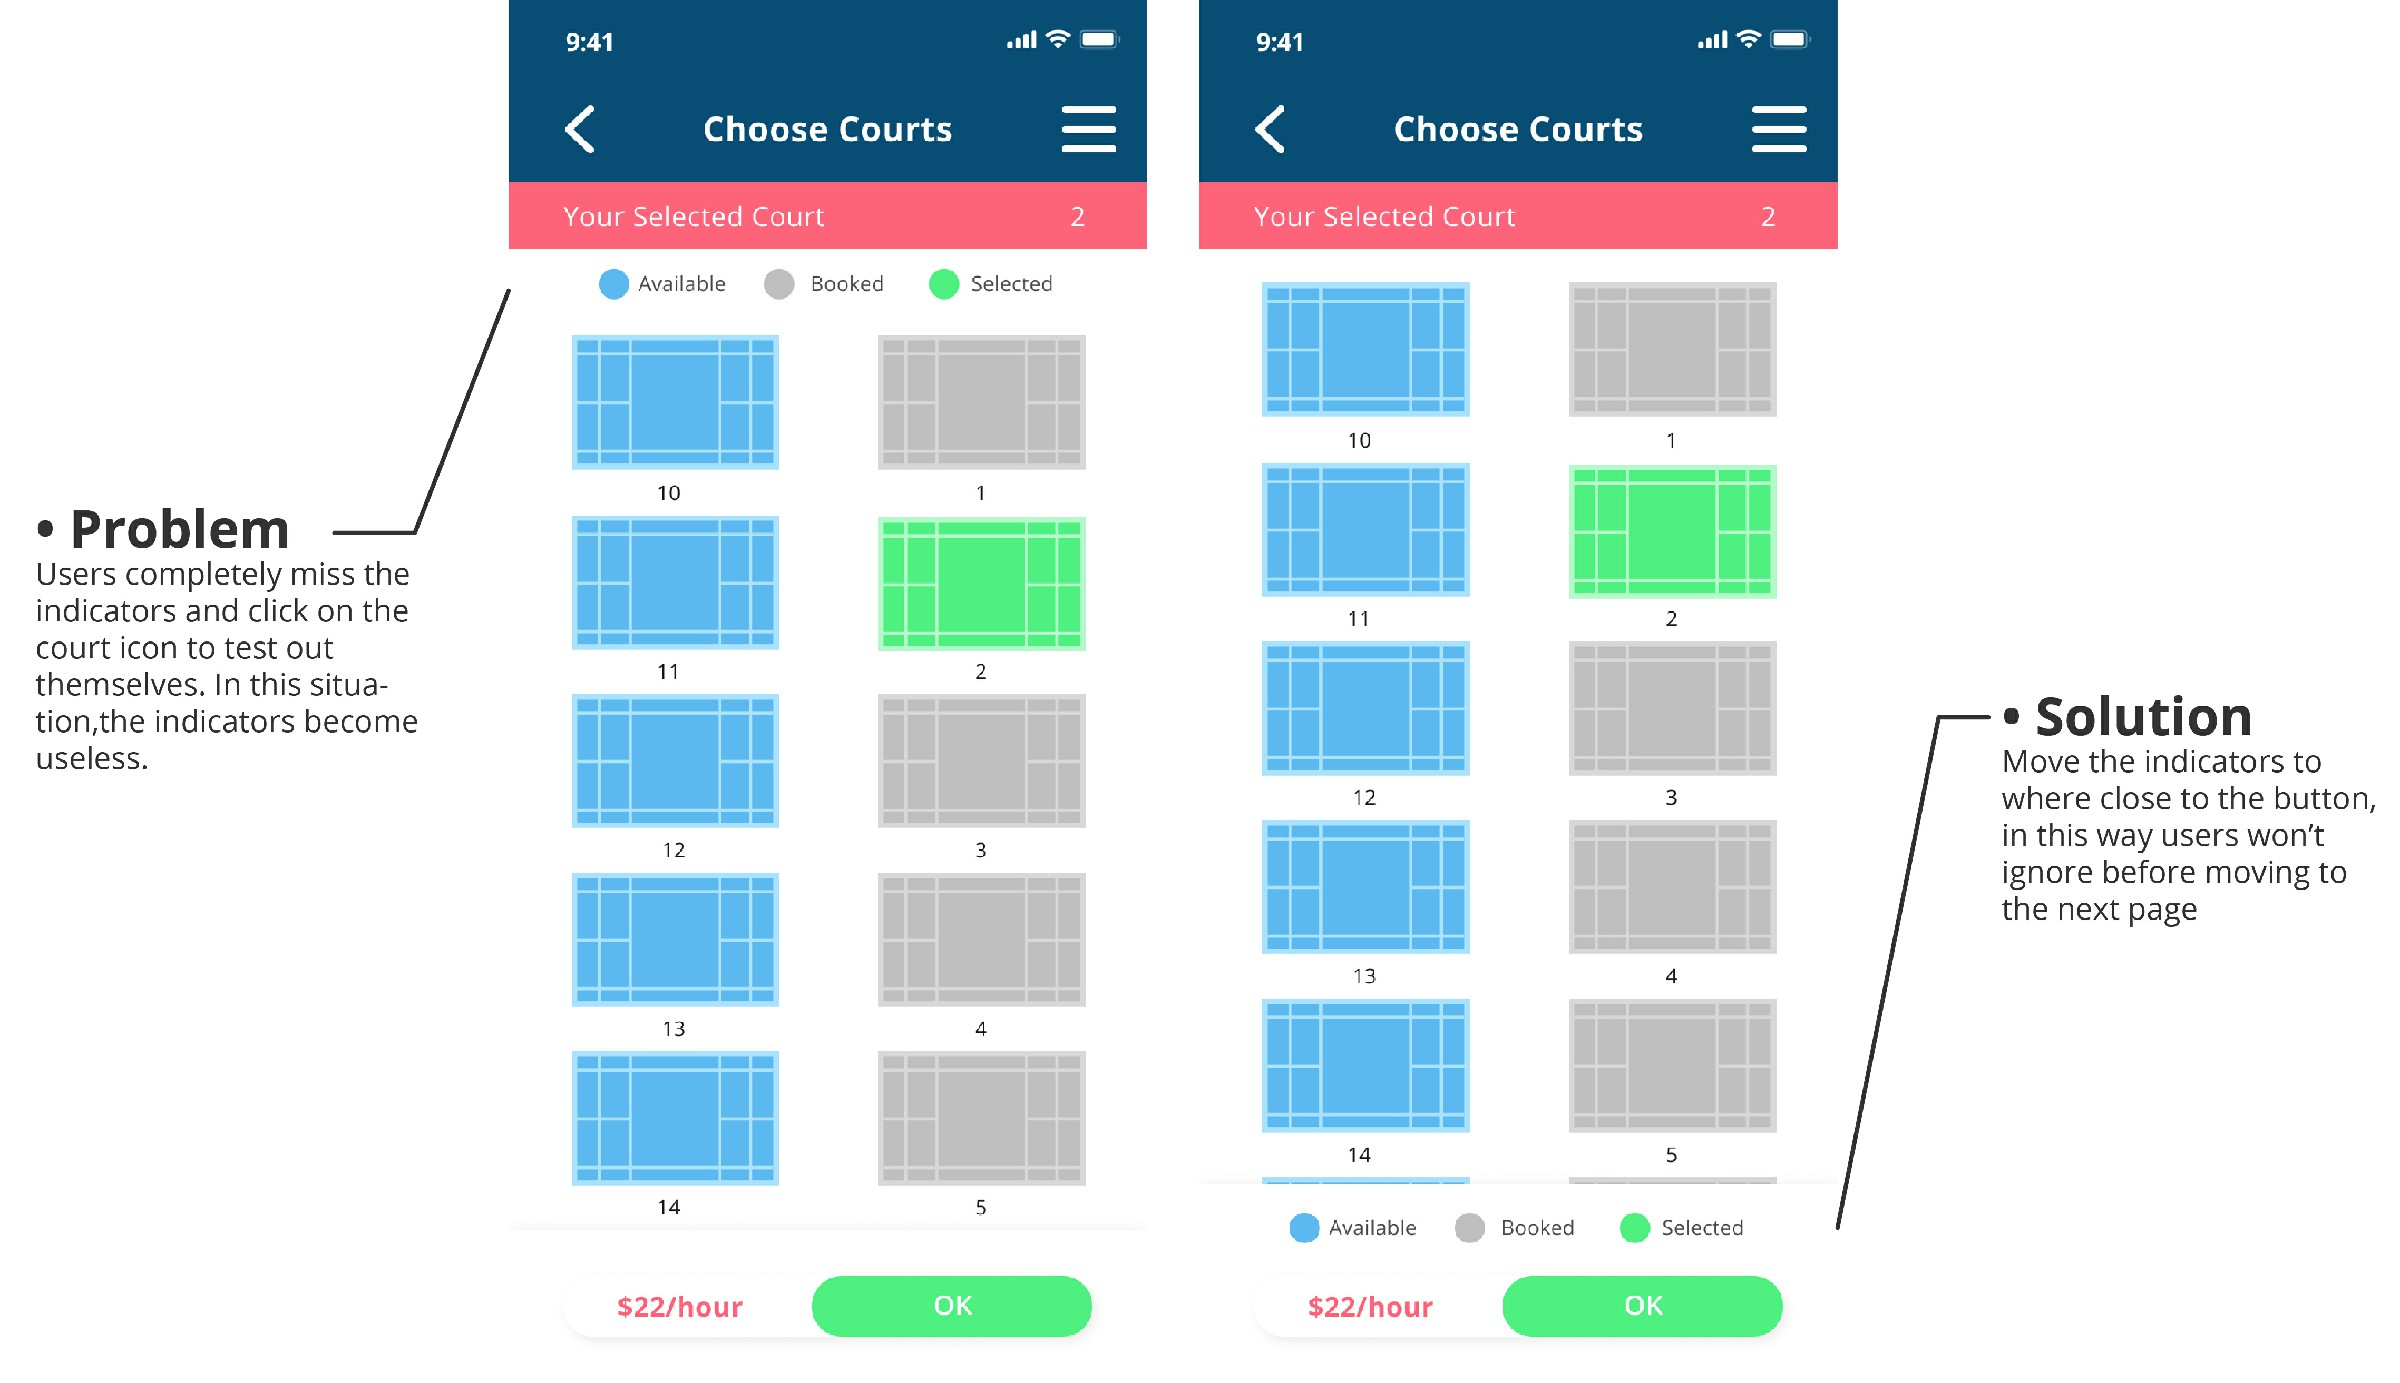 • Problem
Users completely miss the
indicators and click on the
court icon to test out
themselves. In this situa-
tion,the indicators become
useless.
9:41
Choose Courts
Your Selected Court 2
Available Booked Selected
10 1
11 2
12 3
13 4
14 5
$22/hour OK
9:41
Choose Courts
Your Selected Court 2
10 1
11 2
12 3
13 4
14 5
Available Booked Selected
$22/hour OK
• Solution
Move the indicators to
where close to the button,
in this way users won’t
ignore before moving to
the next page